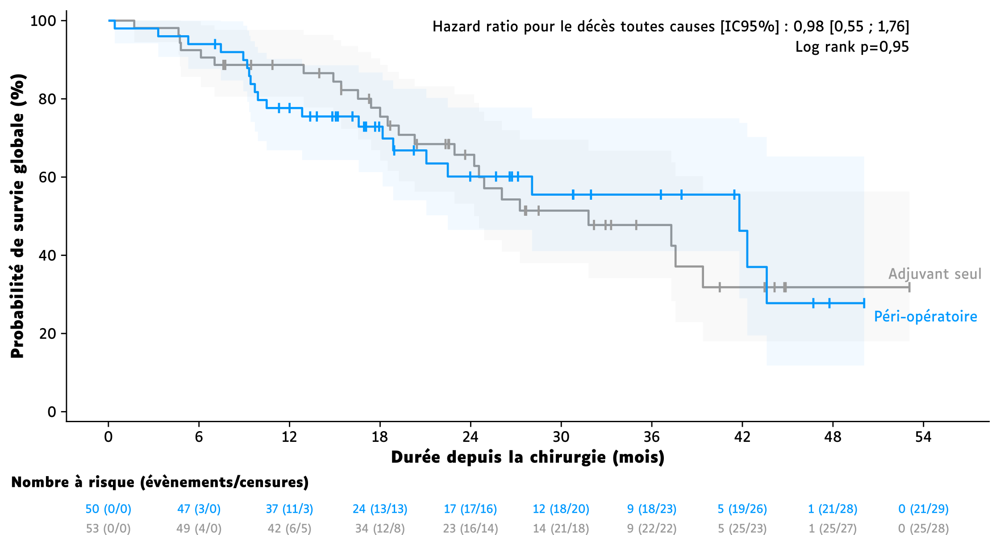 Hazard ratio pour le décès toutes causes [IC95%] : 0,98 [0,55 ; 1,76]
Log rank p=0,95
Probabilité de survie globale (%)
100
80
60
40
20
0
Adjuvant seul
Péri-opératoire
0 6 12 18 24 30 36 42 48 54
Durée depuis la chirurgie (mois)
Nombre à risque (évènements/censures)
50 (0/0) 47 (3/0) 37 (11/3) 24 (13/13) 17 (17/16) 12 (18/20) 9 (18/23) 5 (19/26) 1 (21/28) 0 (21/29)
53 (0/0) 49 (4/0) 42 (6/5) 34 (12/8) 23 (16/14) 14 (21/18) 9 (22/22) 5 (25/23) 1 (25/27) 0 (25/28)